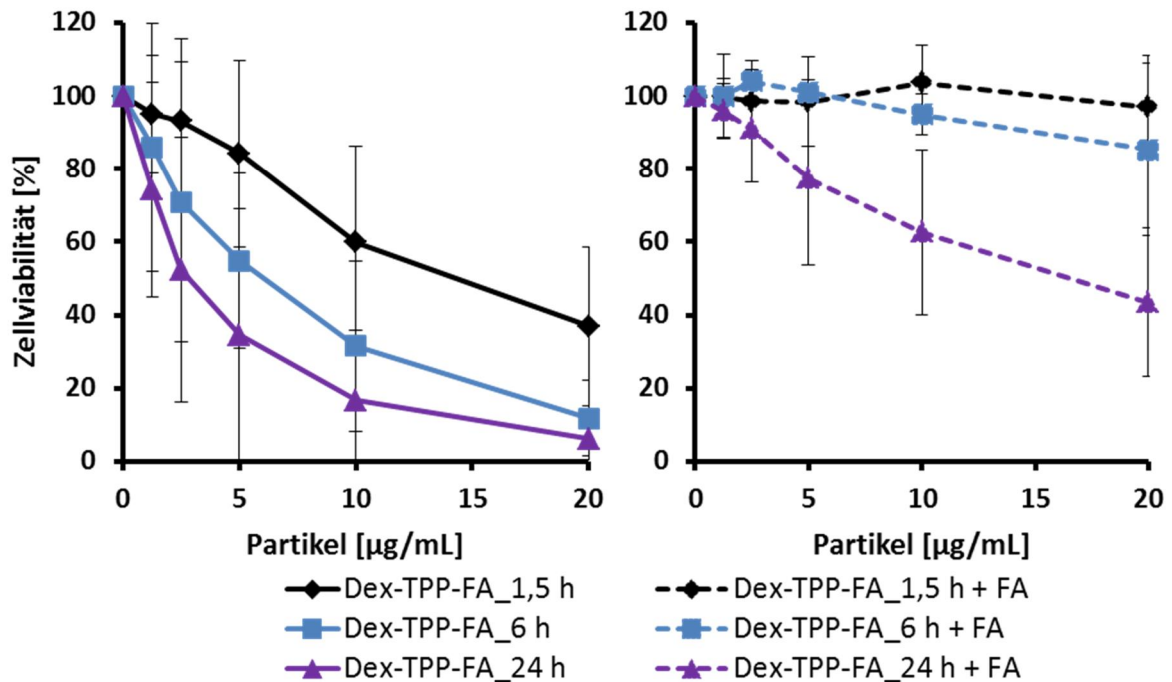 120
100
80
60
40
20
0
Zellviabilität [%]
0 5 10 15 20
Partikel [µg/mL]
120
100
80
60
40
20
0
0 5 10 15 20
Partikel [µg/mL]
Dex-TPP-FA_1,5 h Dex-TPP-FA_1,5 h + FA
Dex-TPP-FA_6 h Dex-TPP-FA_6 h + FA
Dex-TPP-FA_24 h Dex-TPP-FA_24 h + FA